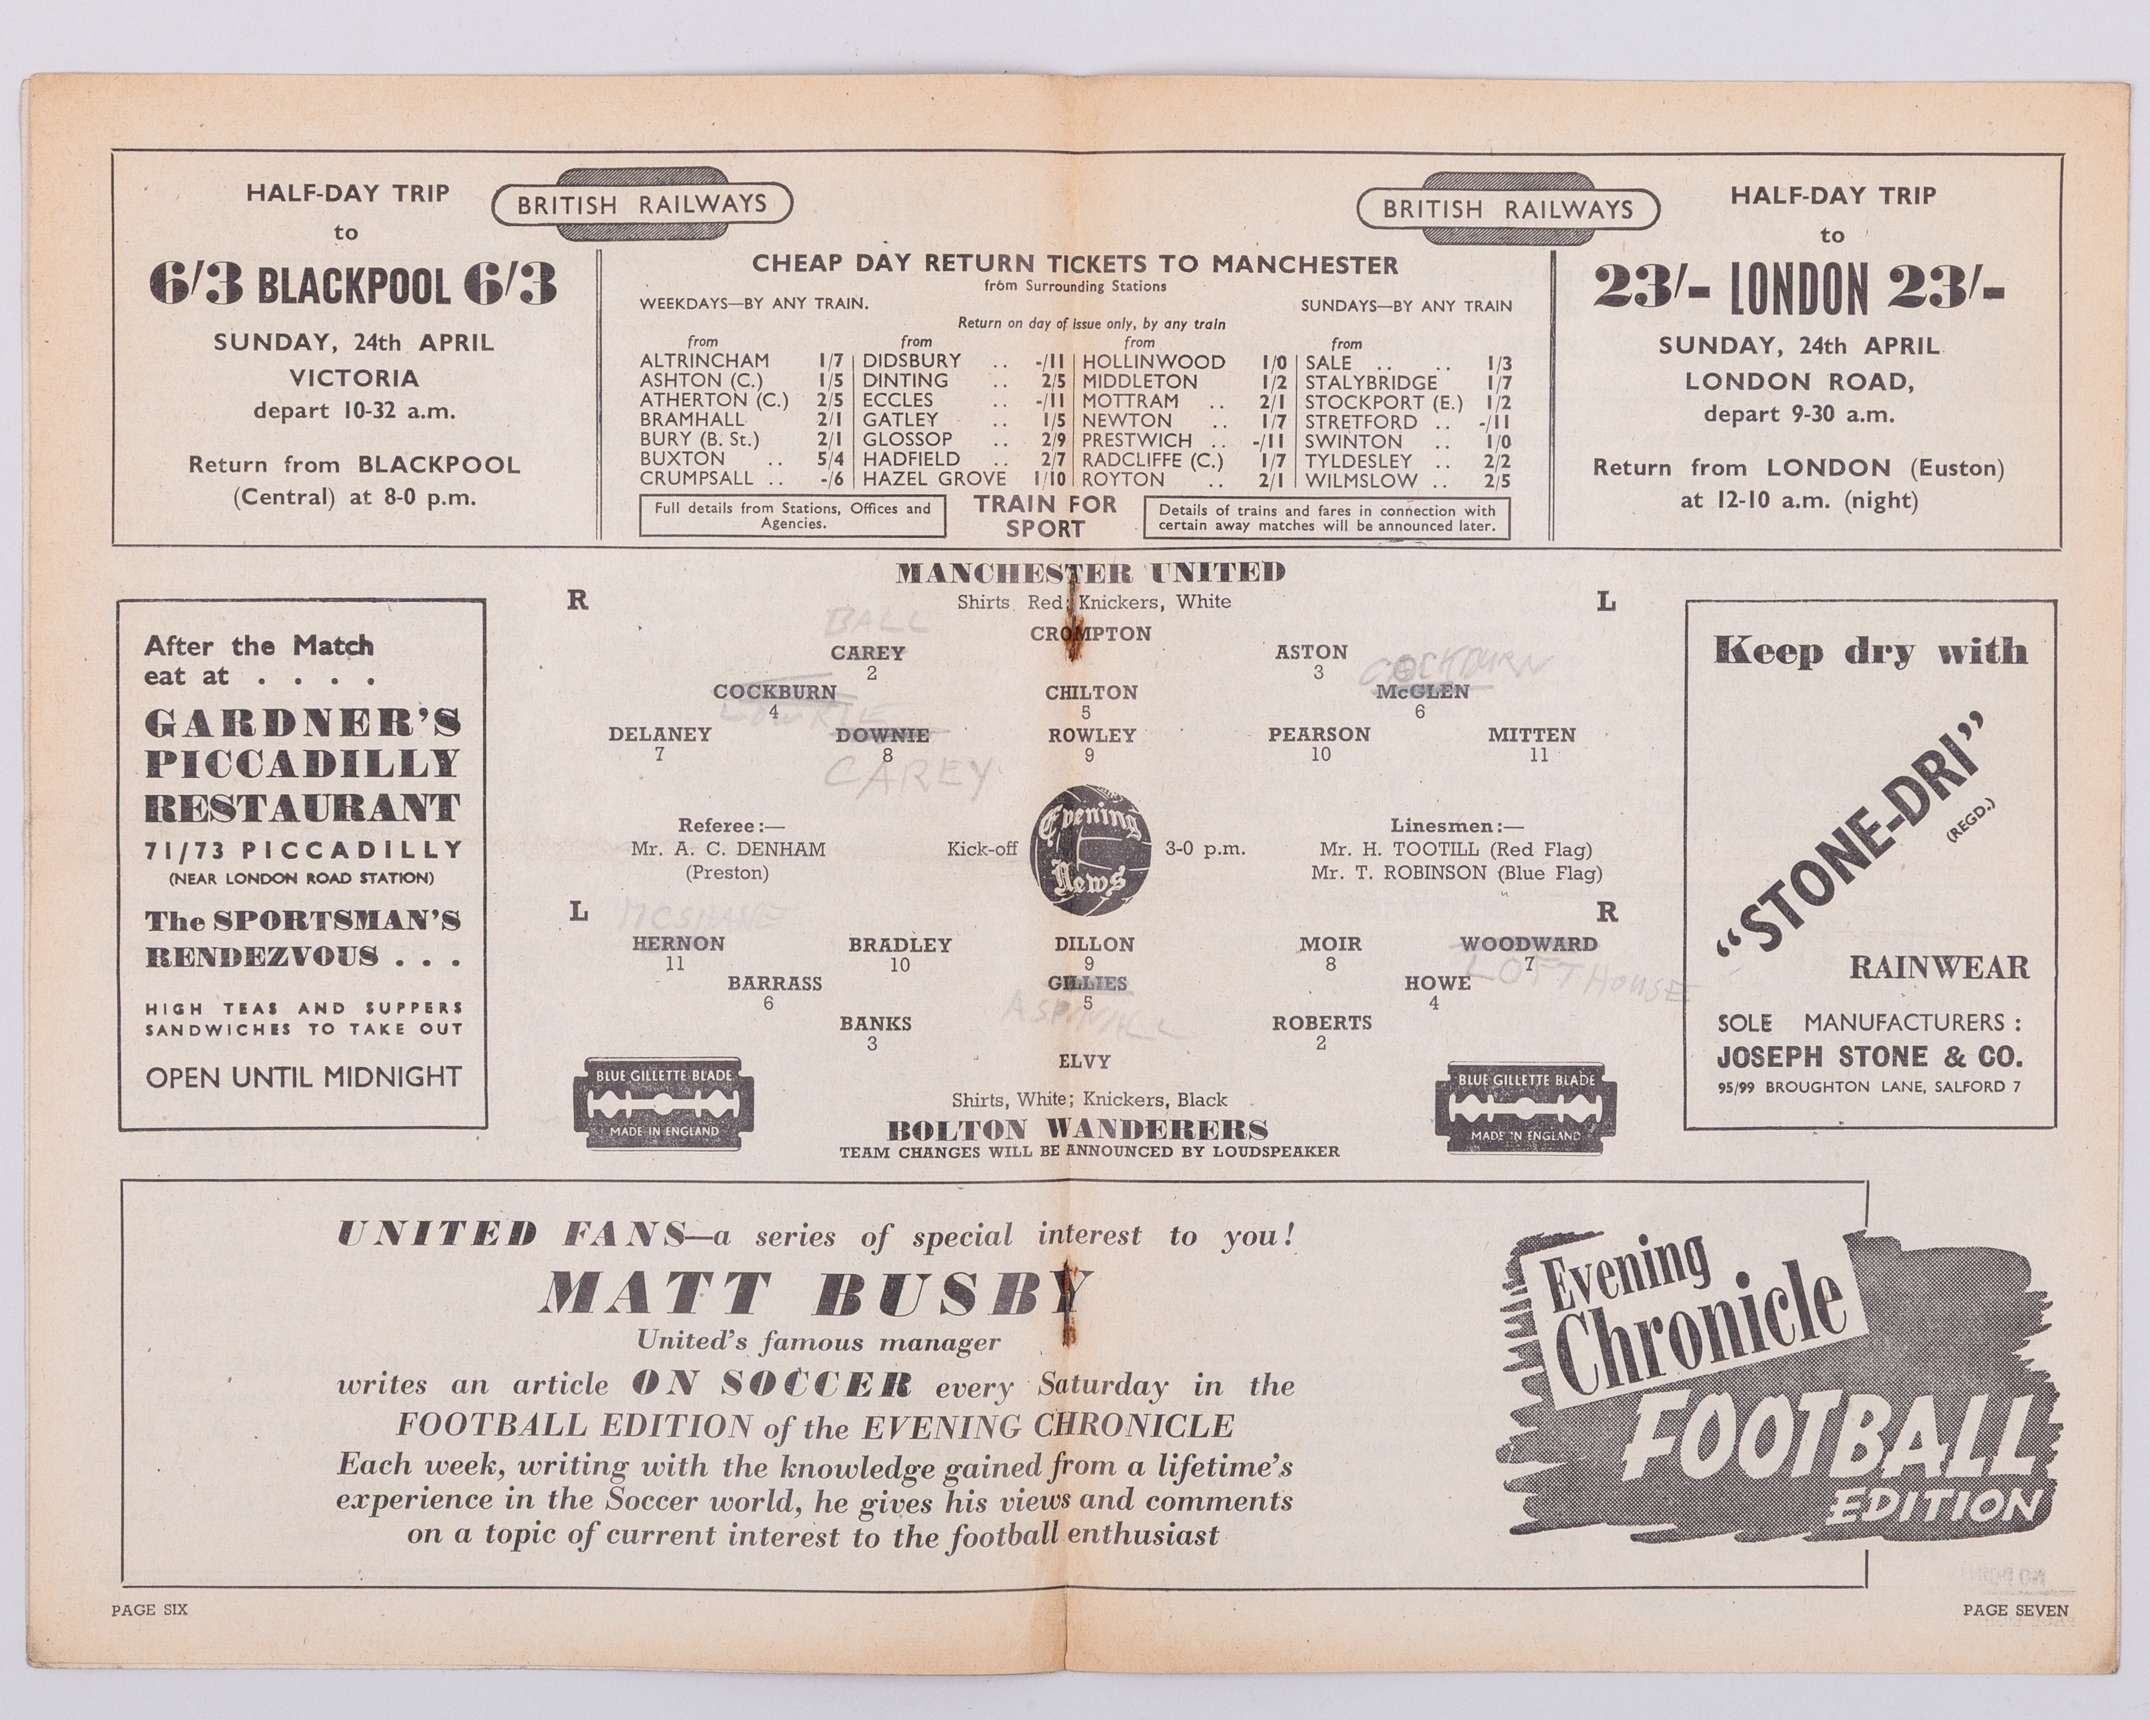 HALF-DAY TRIP
to
6/3 BLACKPOOL 6/3
SUNDAY, 24th APRIL
VICTORIA
depart 10-32 a.m.
Return from BLACKPOOL
(Central) at 8-0 p.m.
BRITISH RAILWAYS
BRITISH RAILWAYS
CHEAP DAY RETURN TICKETS TO MANCHESTER
from Surrounding Stations
WEEKDAYS—BY ANY TRAIN. SUNDAYS—BY ANY TRAIN
Return on day of issue only, by any train
from from from from
ALTRINCHAM 1/7 DIDSBURY .. -/11 HOLLINWOOD 1/0 SALE .. .. 1/3
ASHTON (C.) 1/5 DINTING .. 2/5 MIDDLETON 1/2 STALYBRIDGE 1/7
ATHERTON (C.) 2/5 ECCLES .. -/11 MOTTRAM .. 2/1 STOCKPORT (E.) 1/2
BRAMHALL 2/1 GATLEY .. 1/5 NEWTON .. 1/7 STRETFORD .. -/11
BURY (B. St.) 2/1 GLOSSOP .. 2/9 PRESTWICH .. -/11 SWINTON .. 1/0
BUXTON .. 5/4 HADFIELD .. 2/7 RADCLIFFE (C.) 1/7 TYLDESLEY .. 2/2
CRUMPSALL .. -/6 HAZEL GROVE 1/10 ROYTON .. 2/1 WILMSLOW .. 2/5
Full details from Stations, Offices and
Agencies.
TRAIN FOR
SPORT
Details of trains and fares in connection with
certain away matches will be announced later.
HALF-DAY TRIP
to
23/- LONDON 23/-
SUNDAY, 24th APRIL
LONDON ROAD,
depart 9-30 a.m.
Return from LONDON (Euston)
at 12-10 a.m. (night)
After the Match
eat at . . . .
GARDNER'S
PICCADILLY
RESTAURANT
71/73 PICCADILLY
(NEAR LONDON ROAD STATION)
The SPORTSMAN'S
RENDEZVOUS . . .
HIGH TEAS AND SUPPERS
SANDWICHES TO TAKE OUT
OPEN UNTIL MIDNIGHT
MANCHESTER UNITED
R L
Shirts Red; Knickers, White
BALL
CROMPTON
CAREY ASTON
2 3
COCKBURN
COCKBURN CHILTON McGLEN
4 5 6
LOWRIE
DELANEY DOWNIE ROWLEY PEARSON MITTEN
7 8 9 10 11
CAREY
Referee:—
Mr. A. C. DENHAM
(Preston)
Kick-off Evening News 3-0 p.m.
Linesmen:—
Mr. H. TOOTILL (Red Flag)
Mr. T. ROBINSON (Blue Flag)
L R
MCSHANE
HERNON BRADLEY DILLON MOIR WOODWARD
11 10 9 8 7
LOFTHOUSE
BARRASS GILLIES HOWE
6 5 4
ASPINALL
BANKS ROBERTS
3 2
ELVY
Shirts, White; Knickers, Black
BOLTON WANDERERS
TEAM CHANGES WILL BE ANNOUNCED BY LOUDSPEAKER
BLUE GILLETTE BLADE
MADE IN ENGLAND
BLUE GILLETTE BLADE
MADE IN ENGLAND
Keep dry with
"STONE-DRI"
(REGD.)
RAINWEAR
SOLE MANUFACTURERS :
JOSEPH STONE & CO.
95/99 BROUGHTON LANE, SALFORD 7
UNITED FANS—a series of special interest to you!
MATT BUSBY
United's famous manager
writes an article ON SOCCER every Saturday in the
FOOTBALL EDITION of the EVENING CHRONICLE
Each week, writing with the knowledge gained from a lifetime's
experience in the Soccer world, he gives his views and comments
on a topic of current interest to the football enthusiast
Evening
Chronicle
FOOTBALL
EDITION
PAGE SIX
PAGE SEVEN